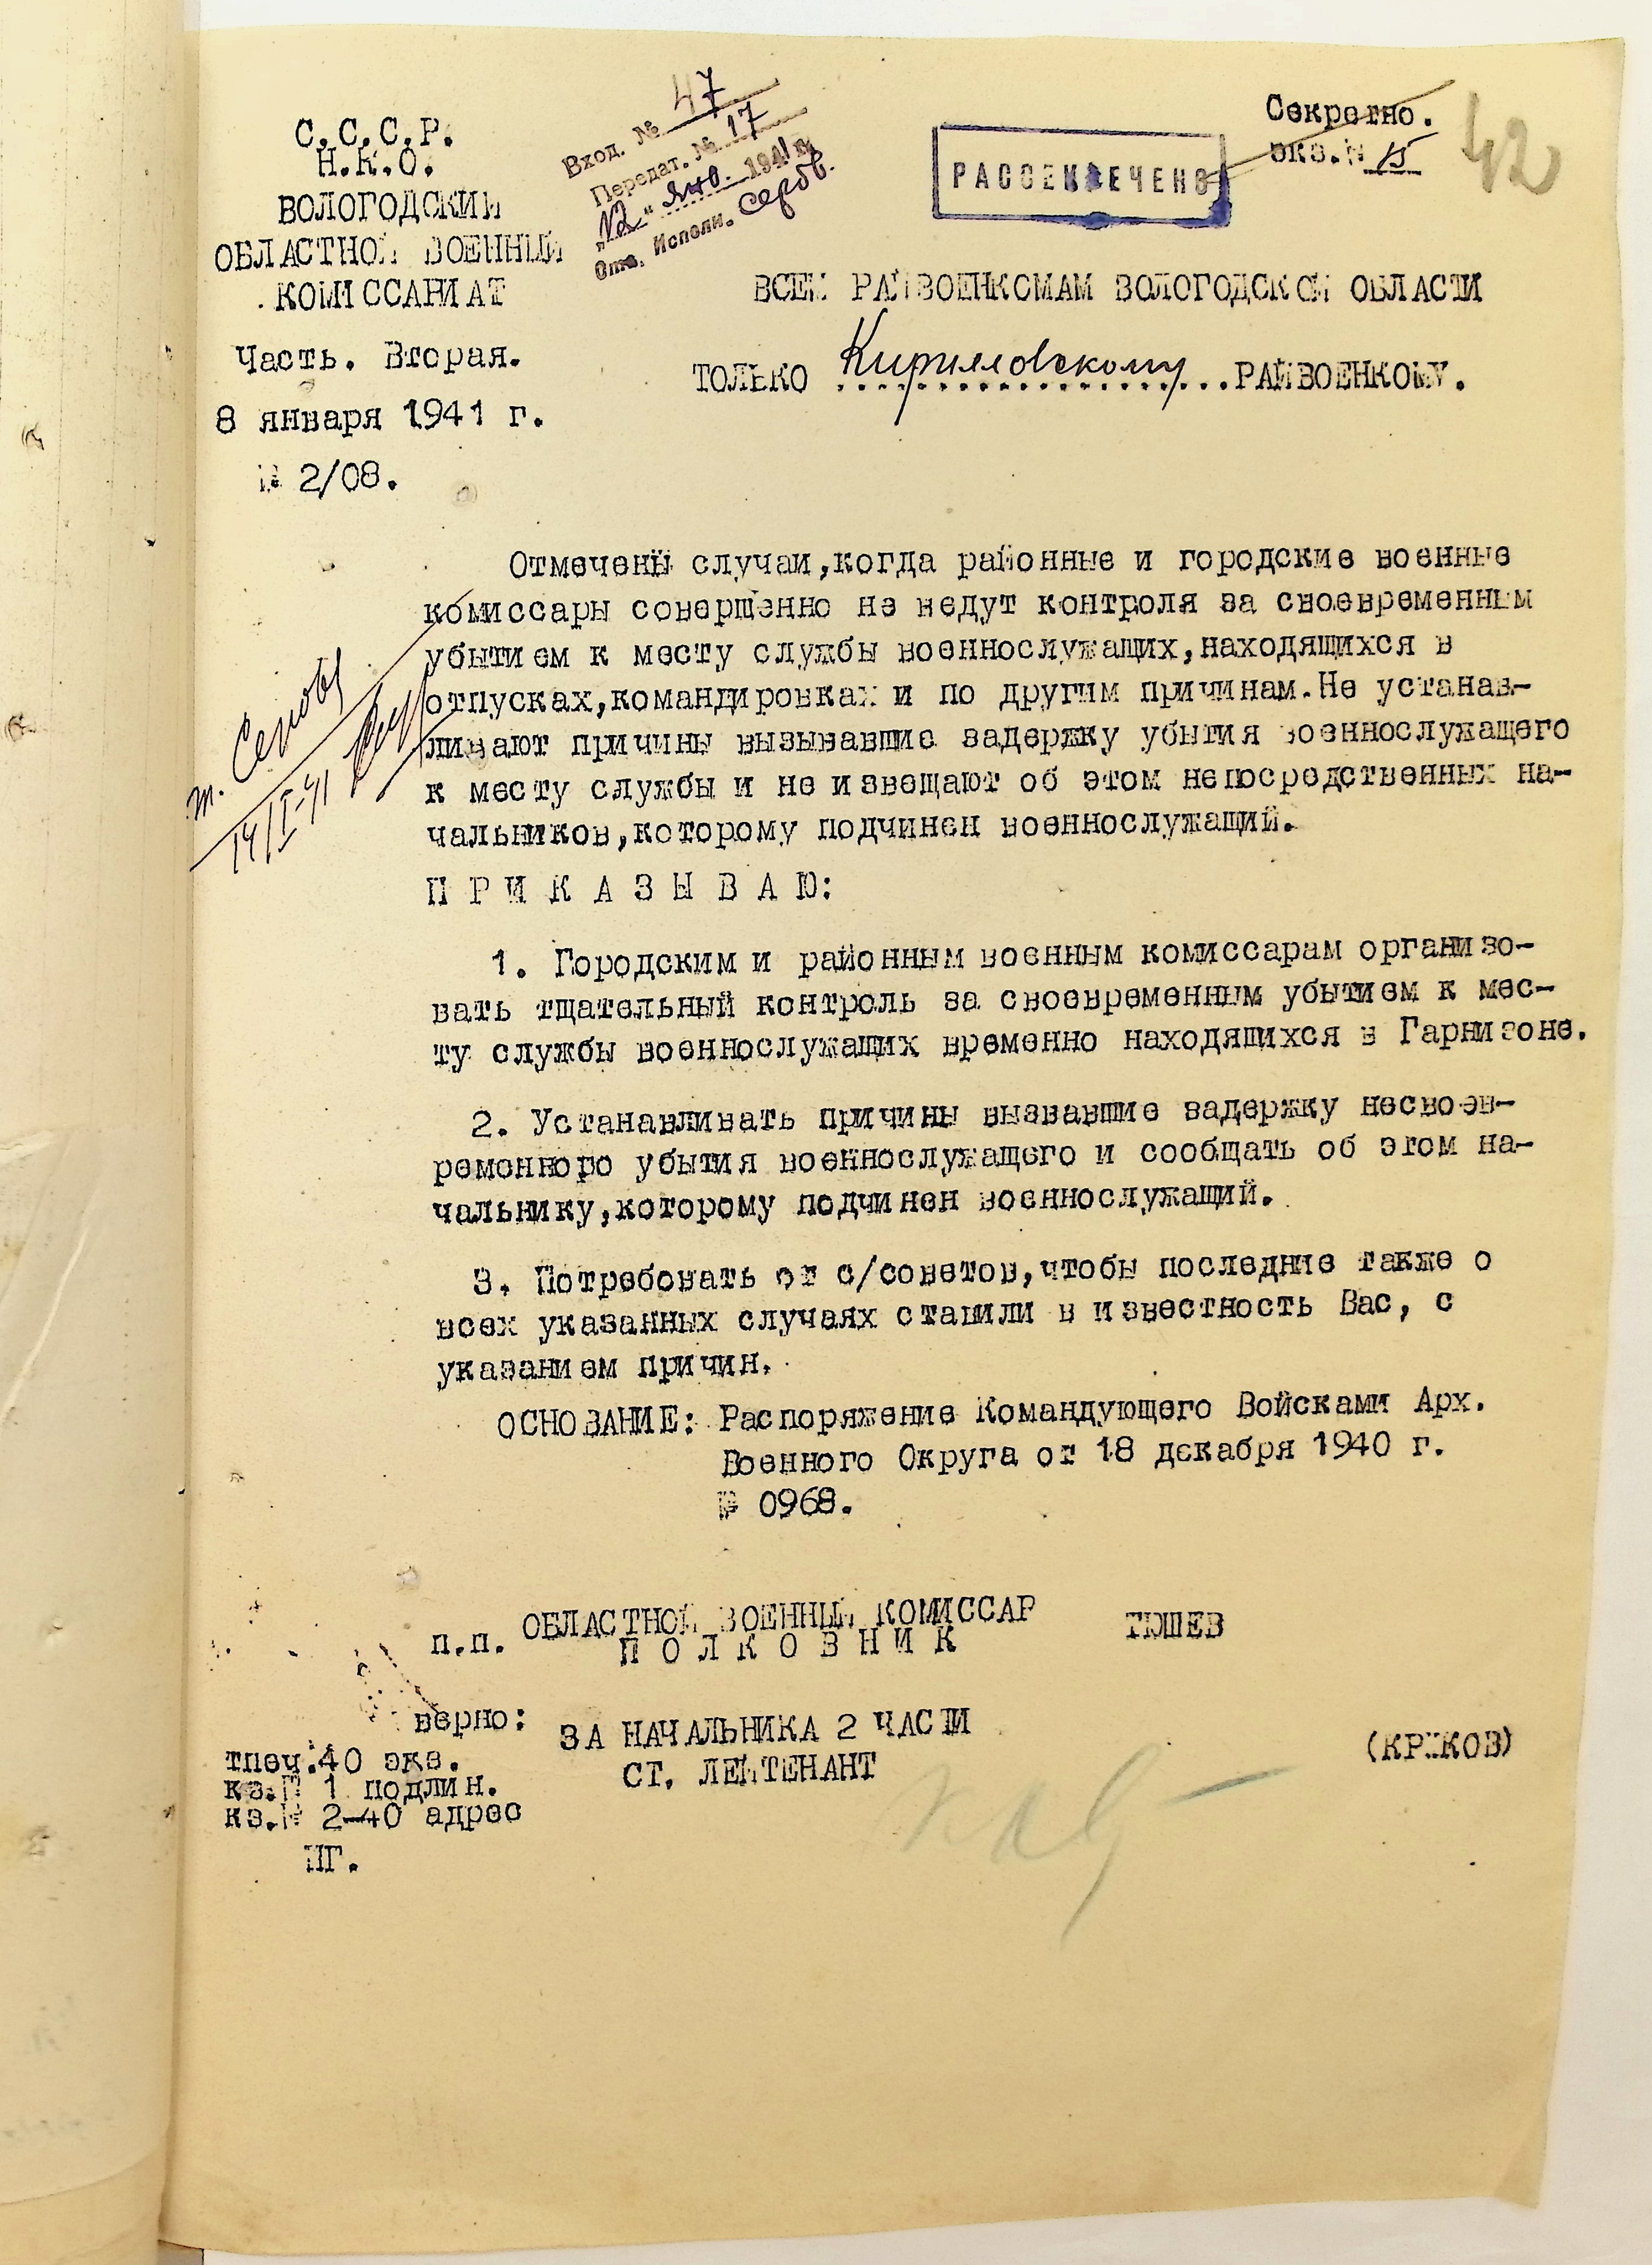 С.С.С.Р.
Н.К.О.
ВОЛОГОДСКИЙ
ОБЛАСТНОЙ ВОЕННЫЙ
КОМИССАРИАТ
Часть. Вторая.
8 января 1941 г.
№ 2/08.
Вход. № 47
Передат. № 17
„12“ янв. 1941 г.
Отв. Исполн. Серов.
РАССЕКРЕЧЕНО
Секретно.
экз.№ 15
42
ВСЕМ РАЙВОЕНКОМАМ ВОЛОГОДСКОЙ ОБЛАСТИ
ТОЛЬКО Кирилловскому РАЙВОЕНКОМУ.
т. Серову
14/I-41
Отмечены случаи,когда районные и городские военные
комиссары совершенно не ведут контроля за своевременным
убытием к месту службы военнослужащих,находящихся в
отпусках,командировках и по другим причинам.Не устанав-
ливают причины вызывавшие задержку убытия военнослужащего
к месту службы и не извещают об этом непосредственных на-
чальников,которому подчинен военнослужащий.
П Р И К А З Ы В А Ю:
1. Городским и районным военным комиссарам организо-
вать тщательный контроль за своевременным убытием к мес-
ту службы военнослужащих временно находящихся в Гарнизоне.
2. Устанавливать причины вызвавшие задержку несвоев-
ременного убытия военнослужащего и сообщать об этом на-
чальнику,которому подчинен военнослужащий.
3. Потребовать от с/советов,чтобы последние также о
всех указанных случаях ставили в известность Вас, с
указанием причин.
ОСНОВАНИЕ: Распоряжение Командующего Войсками Арх.
Военного Округа от 18 декабря 1940 г.
№ 0968.
п.п. ОБЛАСТНОЙ ВОЕННЫЙ КОМИССАР
П О Л К О В Н И К ТЮШЕВ
верно: ЗА НАЧАЛЬНИКА 2 ЧАСТИ
СТ. ЛЕЙТЕНАНТ (КРЮКОВ)
тпеч.40 экз.
кз.№ 1 подлин.
кз.№ 2-40 адрес